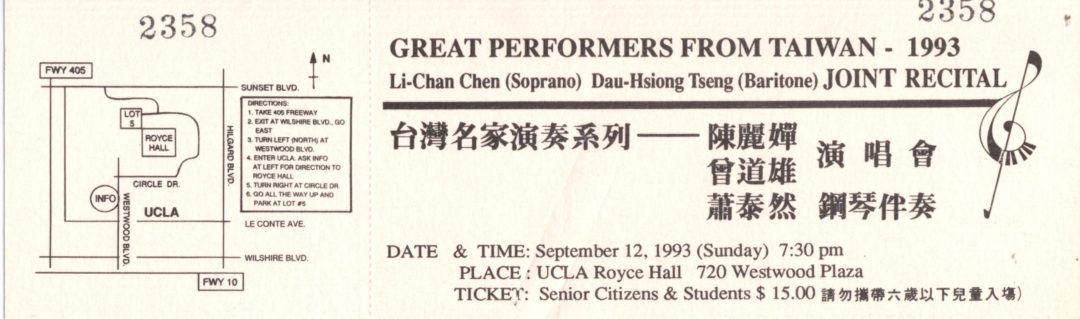 2358
N
FWY 405
SUNSET BLVD.
LOT
5
ROYCE
HALL
HILGARD BLVD.
DIRECTIONS:
1. TAKE 405 FREEWAY
2. EXIT AT WILSHIRE BLVD., GO
EAST
3. TURN LEFT (NORTH) AT
WESTWOOD BLVD.
4. ENTER UCLA. ASK INFO
AT LEFT FOR DIRECTION TO
ROYCE HALL
5. TURN RIGHT AT CIRCLE DR.
6. GO ALL THE WAY UP AND
PARK AT LOT #5
CIRCLE DR.
INFO
WESTWOOD BLVD.
UCLA
LE CONTE AVE.
WILSHIRE BLVD.
FWY 10
2358
GREAT PERFORMERS FROM TAIWAN - 1993
Li-Chan Chen (Soprano) Dau-Hsiong Tseng (Baritone) JOINT RECITAL
台灣名家演奏系列——陳麗嬋
曾道雄 演唱會
蕭泰然 鋼琴伴奏
DATE & TIME: September 12, 1993 (Sunday) 7:30 pm
PLACE : UCLA Royce Hall 720 Westwood Plaza
TICKET: Senior Citizens & Students $ 15.00 請勿攜帶六歲以下兒童入場)